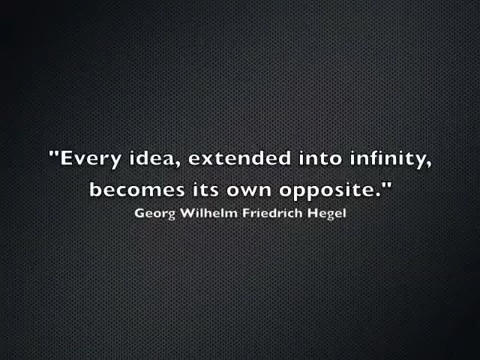 "Every idea, extended into infinity,
becomes its own opposite."
Georg Wilhelm Friedrich Hegel